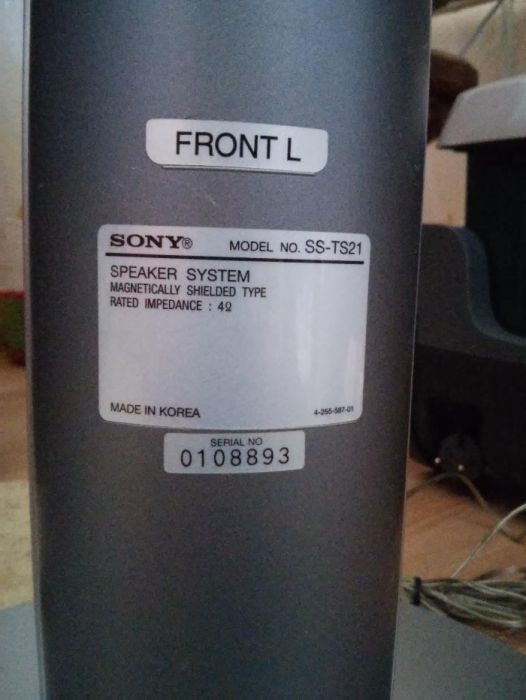 FRONT L
SONY® MODEL NO. SS-TS21
SPEAKER SYSTEM
MAGNETICALLY SHIELDED TYPE
RATED IMPEDANCE : 4Ω
MADE IN KOREA 4-255-587-01
SERIAL NO
0108893